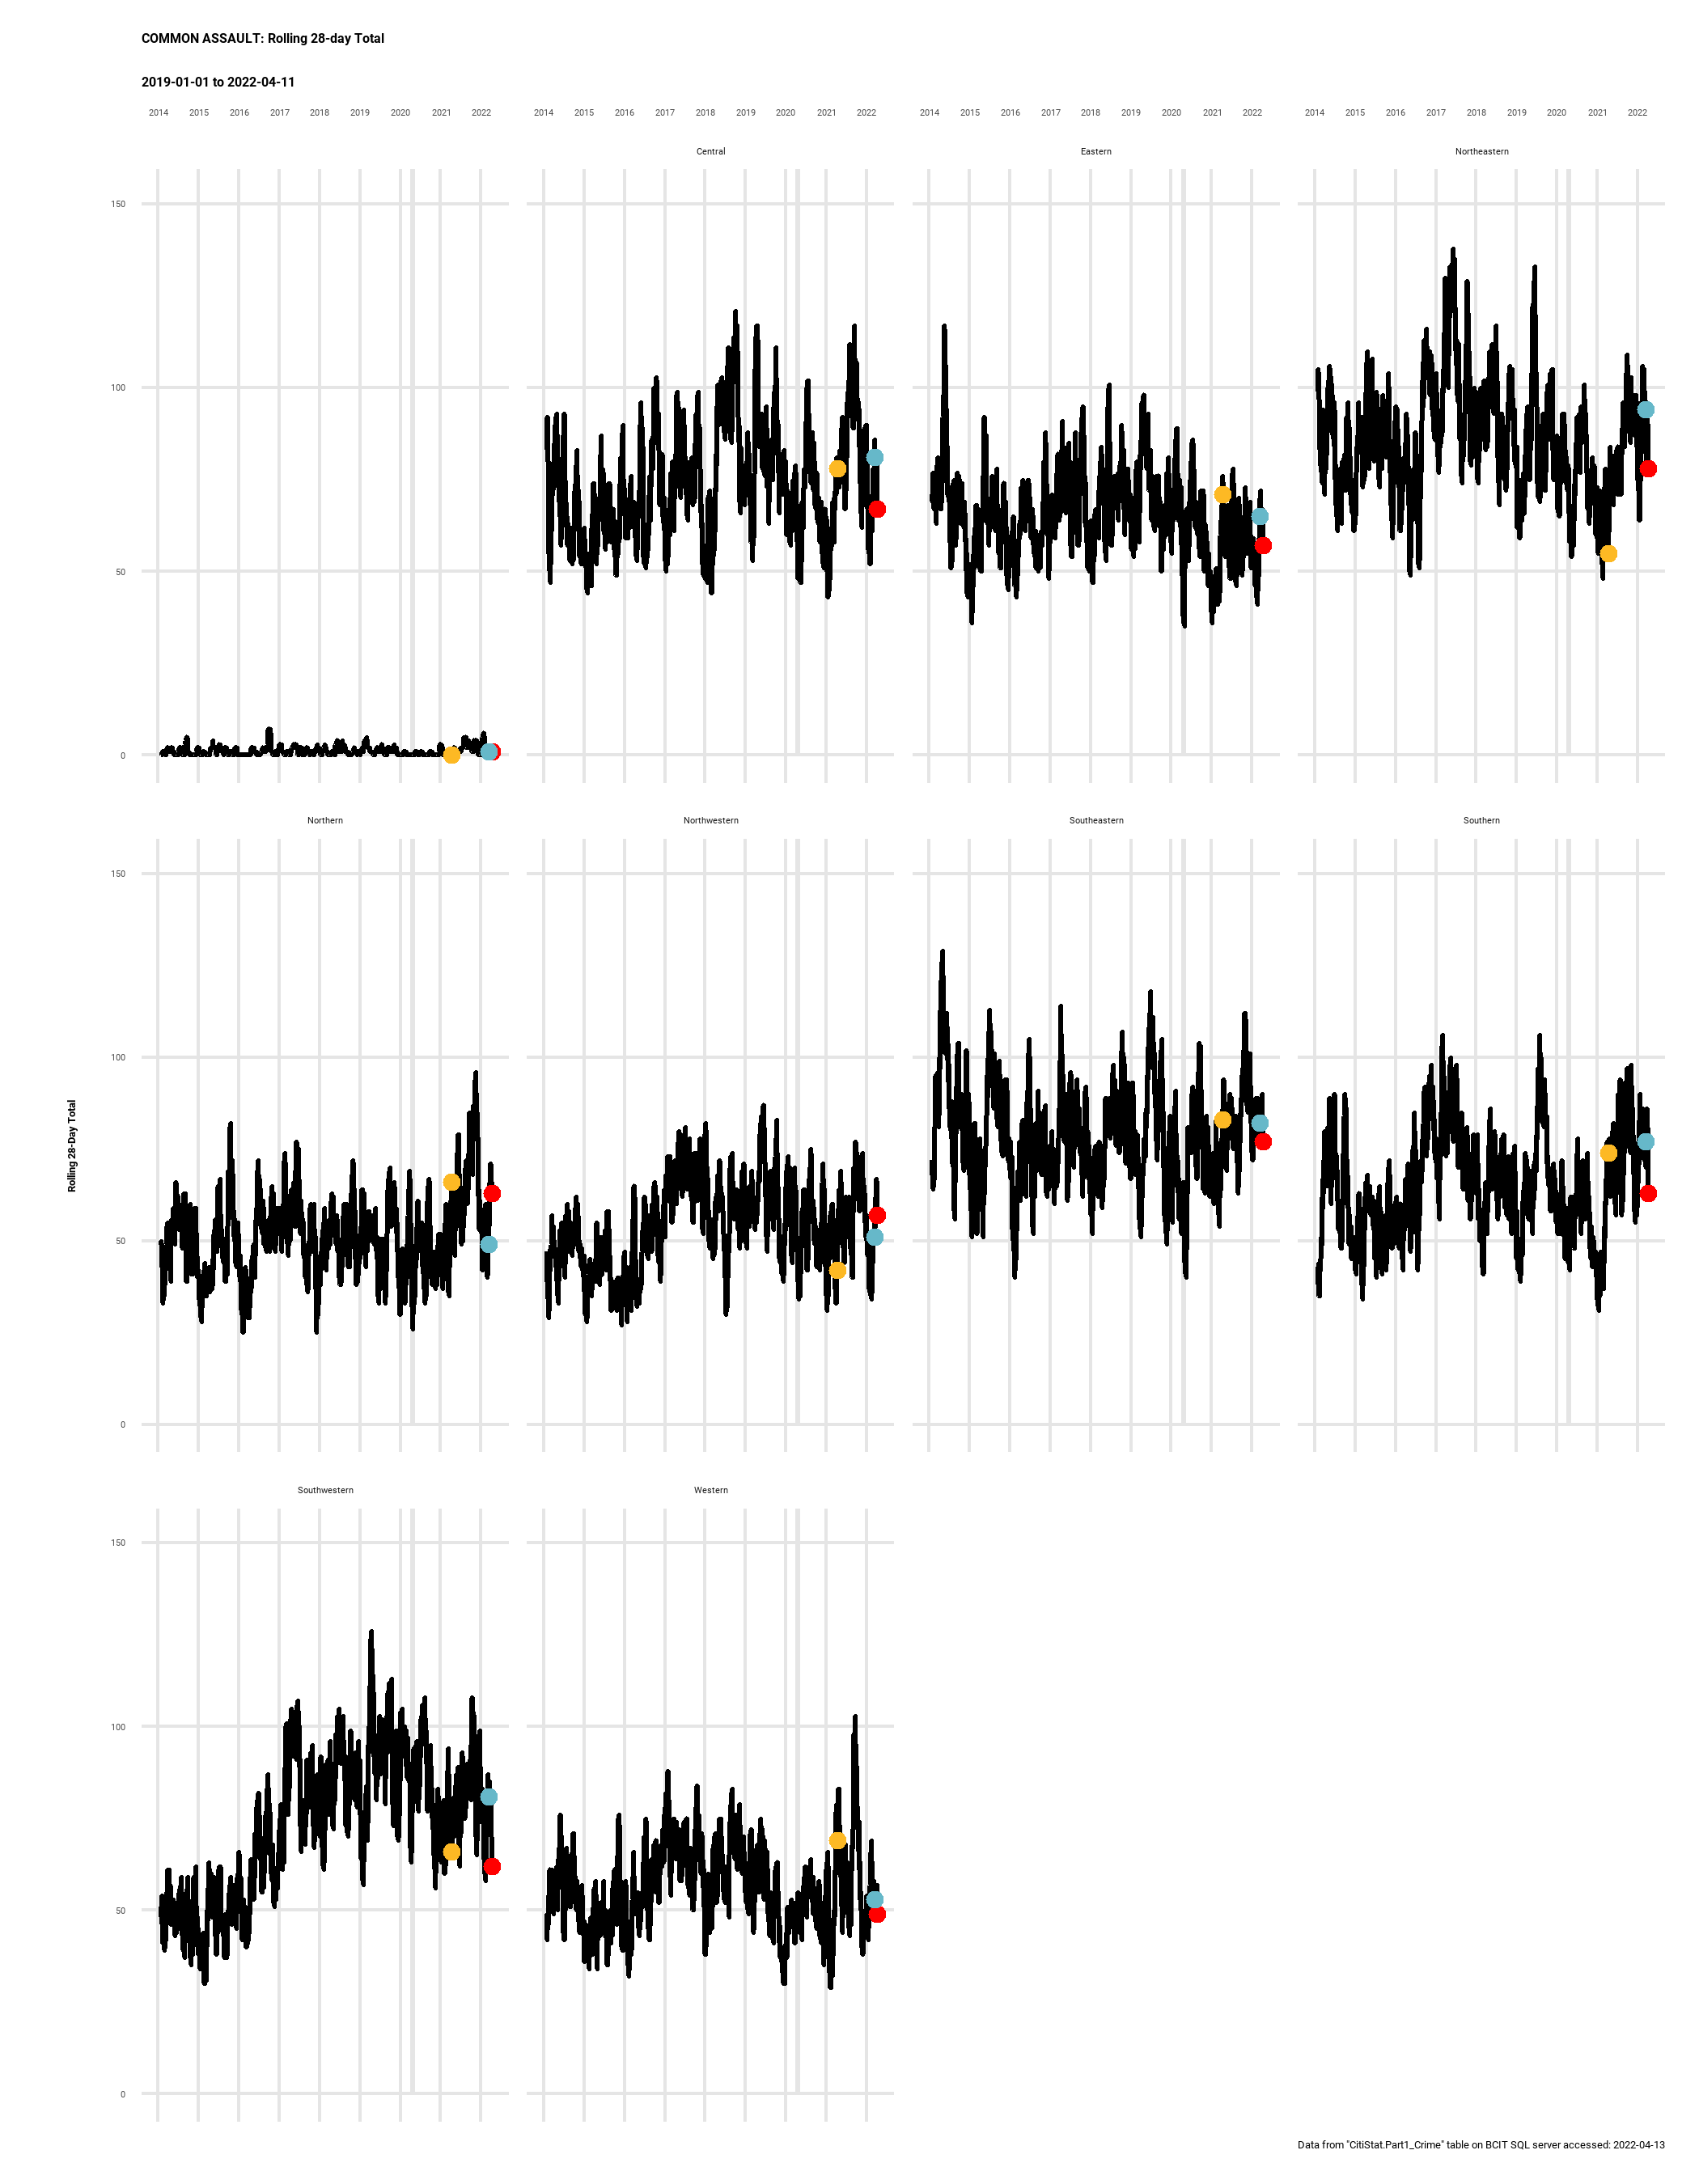 COMMON ASSAULT: Rolling 28-day Total
2019-01-01 to 2022-04-11
2014 2015 2016 2017 2018 2019 2020 2021 2022 2014 2015 2016 2017 2018 2019 2020 2021 2022 2014 2015 2016 2017 2018 2019 2020 2021 2022 2014 2015 2016 2017 2018 2019 2020 2021 2022
Central Eastern Northeastern
150
100
50
0
Northern Northwestern Southeastern Southern
150
100
Rolling 28-Day Total
50
0
Southwestern Western
150
100
50
0
Data from "CitiStat.Part1_Crime" table on BCIT SQL server accessed: 2022-04-13